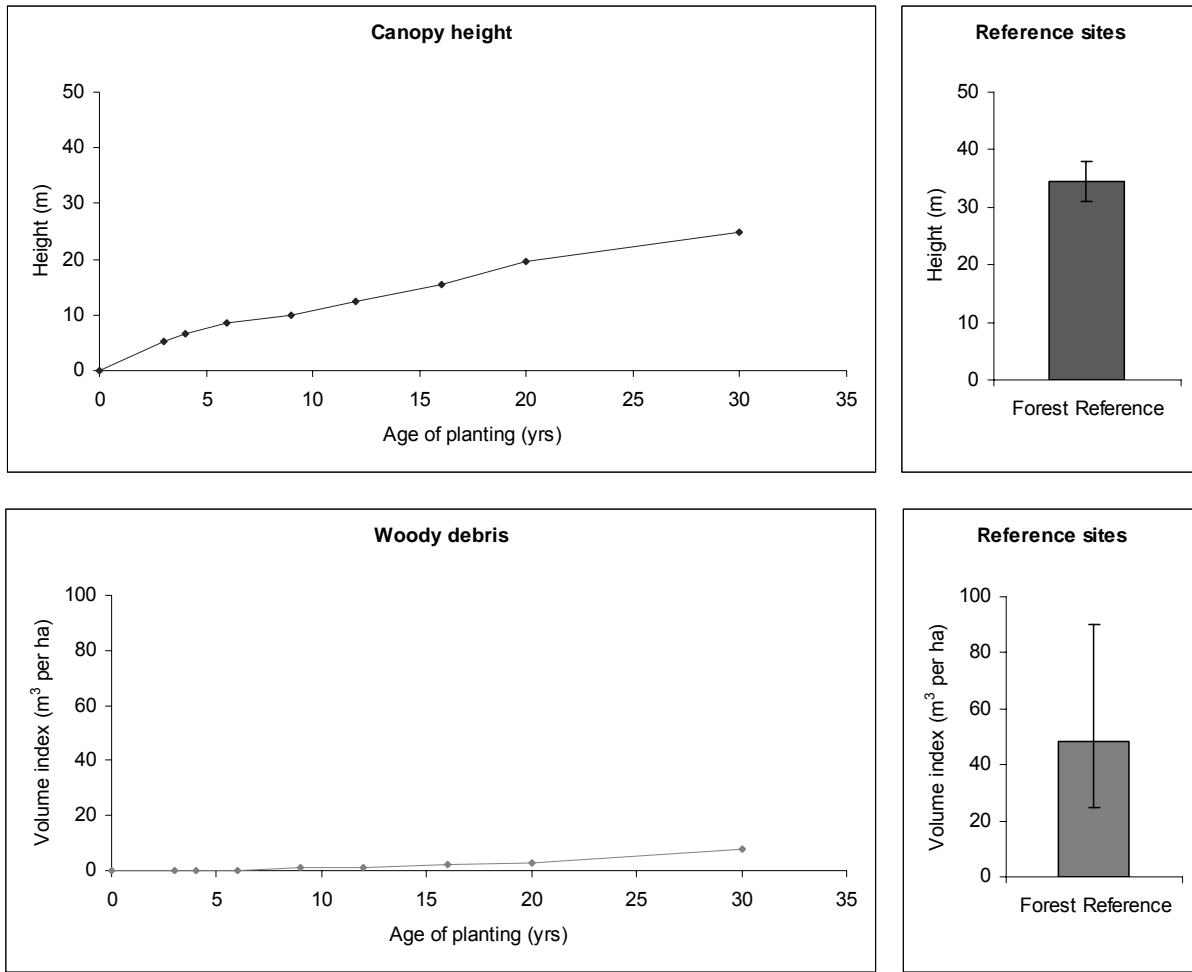 Canopy height
50
40
30
20
10
0
Height (m)
0 5 10 15 20 25 30 35
Age of planting (yrs)
Reference sites
50
40
30
20
10
0
Height (m)
Forest Reference
Woody debris
100
80
60
40
20
0
Volume index (m³ per ha)
0 5 10 15 20 25 30 35
Age of planting (yrs)
Reference sites
100
80
60
40
20
0
Volume index (m³ per ha)
Forest Reference